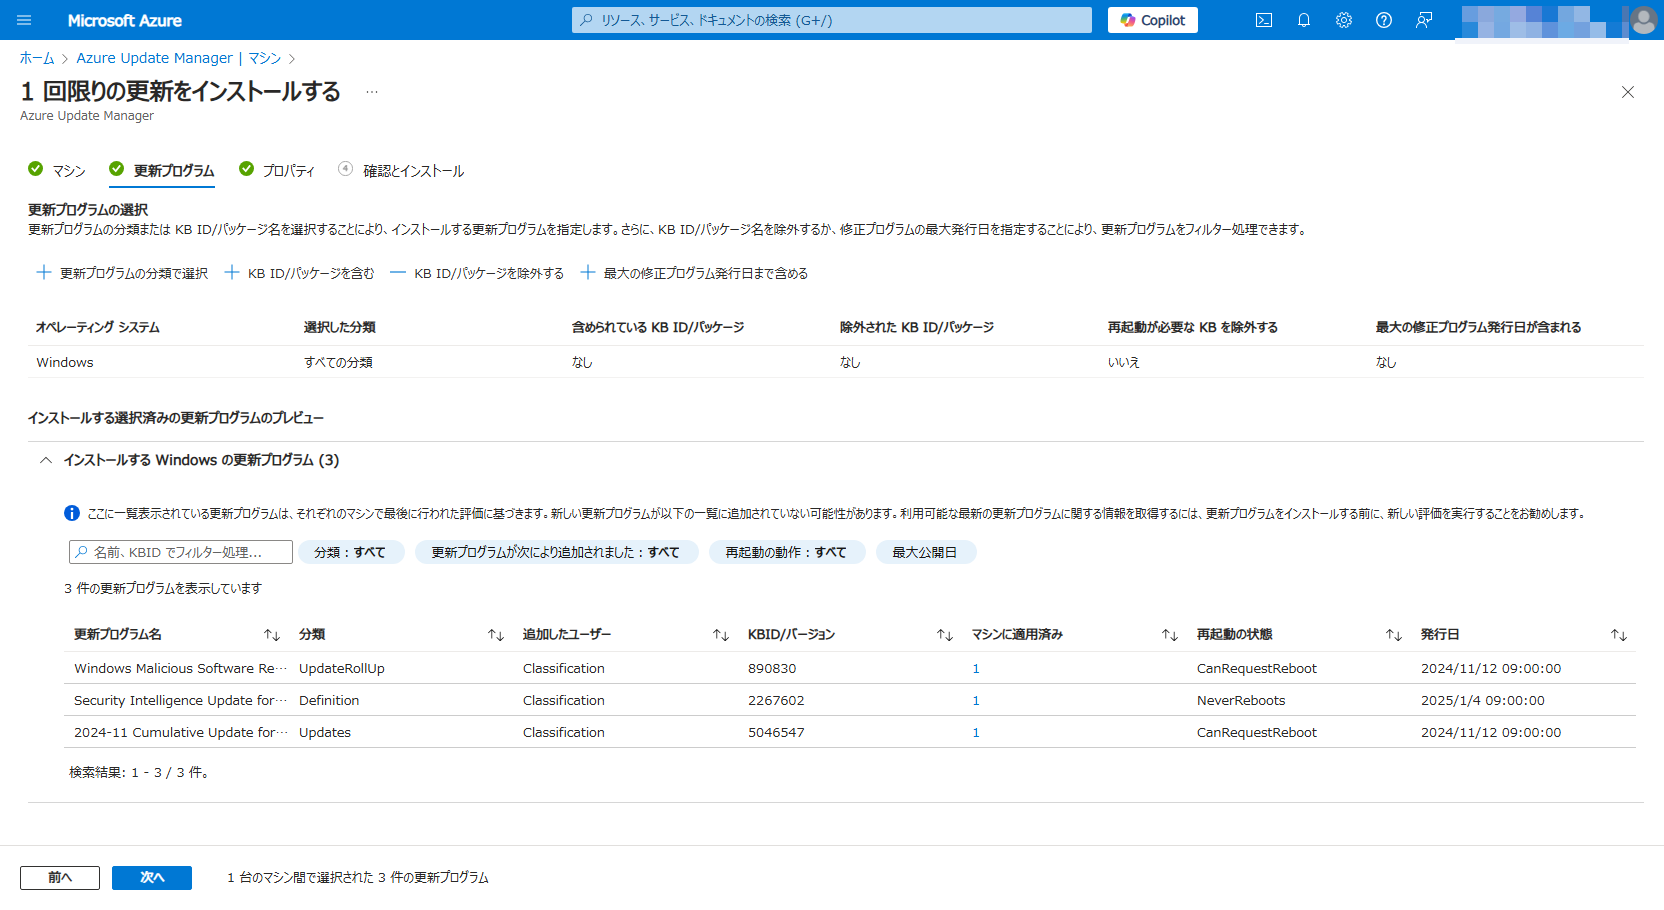 Microsoft Azure
リソース、サービス、ドキュメントの検索 (G+/)
Copilot
ホーム > Azure Update Manager | マシン >
1 回限りの更新をインストールする ...
Azure Update Manager
マシン 更新プログラム プロパティ 4 確認とインストール
更新プログラムの選択
更新プログラムの分類または KB ID/パッケージ名を選択することにより、インストールする更新プログラムを指定します。さらに、KB ID/パッケージ名を除外するか、修正プログラムの最大発行日を指定することにより、更新プログラムをフィルター処理できます。
更新プログラムの分類で選択 KB ID/パッケージを含む KB ID/パッケージを除外する 最大の修正プログラム発行日まで含める
オペレーティング システム 選択した分類 含められている KB ID/パッケージ 除外された KB ID/パッケージ 再起動が必要な KB を除外する 最大の修正プログラム発行日が含まれる
Windows すべての分類 なし なし いいえ なし
インストールする選択済みの更新プログラムのプレビュー
インストールする Windows の更新プログラム (3)
ここに一覧表示されている更新プログラムは、それぞれのマシンで最後に行われた評価に基づきます。新しい更新プログラムが以下の一覧に追加されていない可能性があります。利用可能な最新の更新プログラムに関する情報を取得するには、更新プログラムをインストールする前に、新しい評価を実行することをお勧めします。
名前、KBID でフィルター処理... 分類 : すべて 更新プログラムが次により追加されました : すべて 再起動の動作 : すべて 最大公開日
3 件の更新プログラムを表示しています
更新プログラム名 分類 追加したユーザー KBID/バージョン マシンに適用済み 再起動の状態 発行日
Windows Malicious Software Re... UpdateRollUp Classification 890830 1 CanRequestReboot 2024/11/12 09:00:00
Security Intelligence Update for... Definition Classification 2267602 1 NeverReboots 2025/1/4 09:00:00
2024-11 Cumulative Update for... Updates Classification 5046547 1 CanRequestReboot 2024/11/12 09:00:00
検索結果: 1 - 3 / 3 件。
前へ 次へ 1 台のマシン間で選択された 3 件の更新プログラム